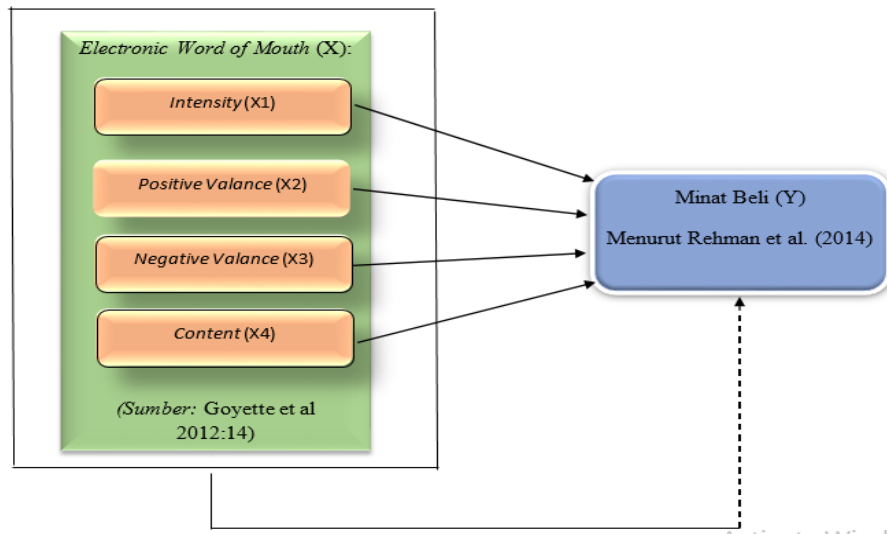 Electronic Word of Mouth (X):
Intensity (X1)
Positive Valance (X2)
Negative Valance (X3)
Content (X4)
(Sumber: Goyette et al
2012:14)
Minat Beli (Y)
Menurut Rehman et al. (2014)